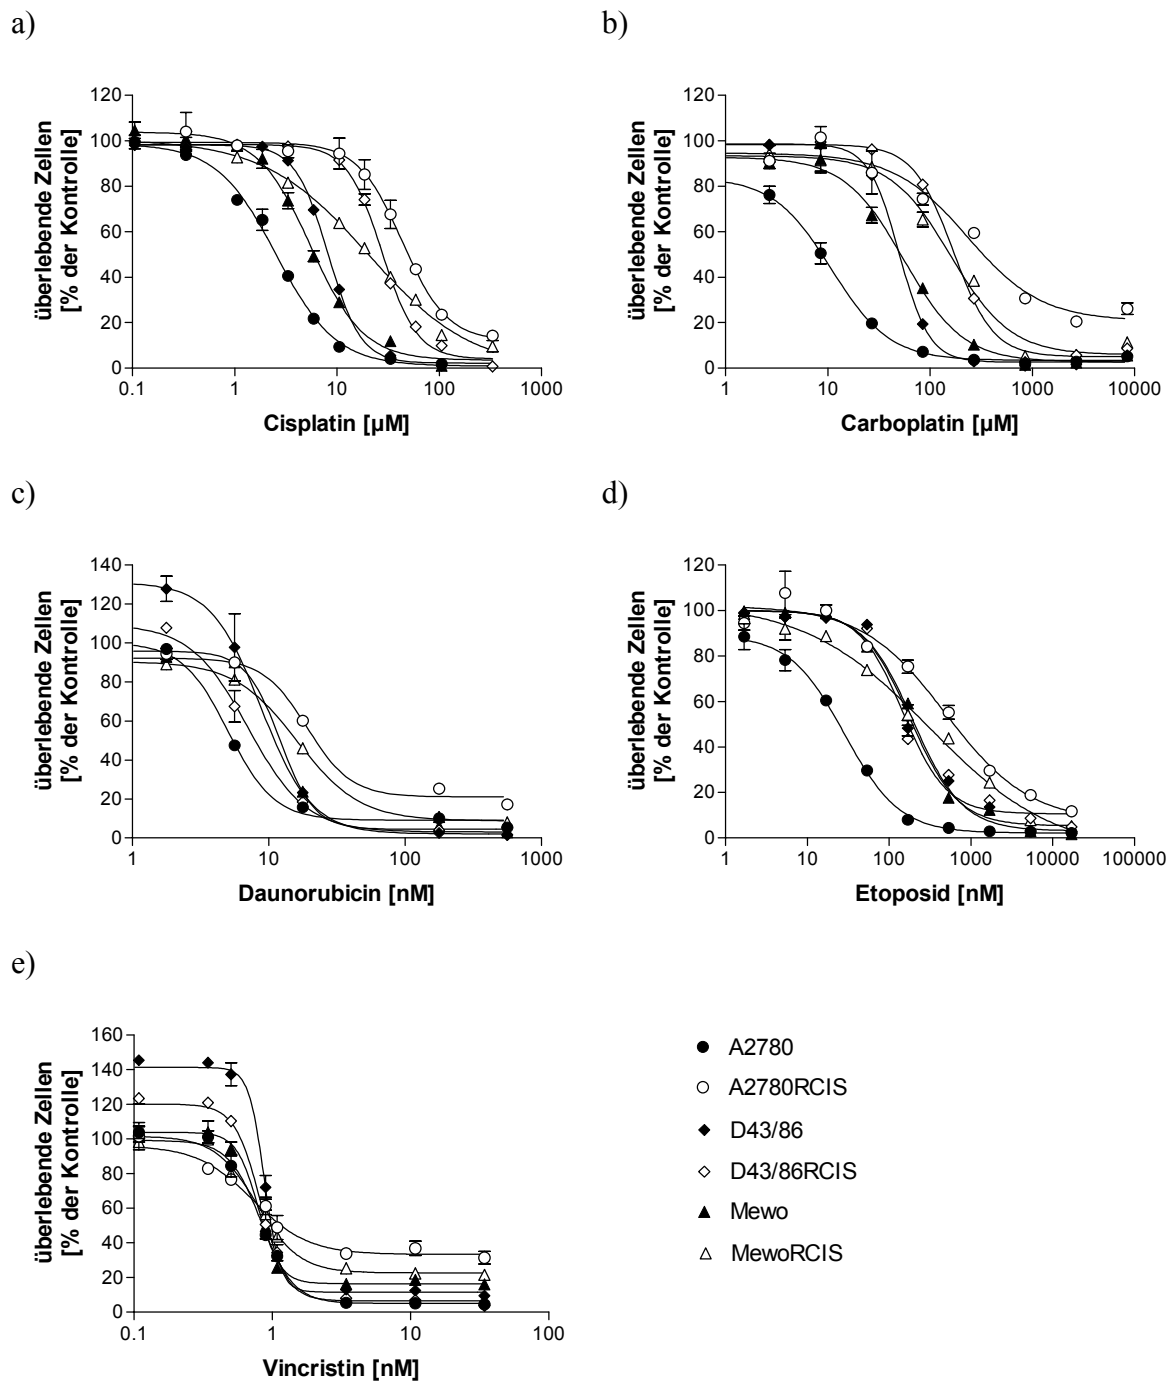 a)
b)
überlebende Zellen
[% der Kontrolle]
120
100
80
60
40
20
0
0.1
1
10
100
1000
Cisplatin [µM]
überlebende Zellen
[% der Kontrolle]
120
100
80
60
40
20
0
1
10
100
1000
10000
Carboplatin [µM]
c)
d)
überlebende Zellen
[% der Kontrolle]
140
120
100
80
60
40
20
0
1
10
100
1000
Daunorubicin [nM]
überlebende Zellen
[% der Kontrolle]
120
100
80
60
40
20
0
1
10
100
1000
10000
100000
Etoposid [nM]
e)
überlebende Zellen
[% der Kontrolle]
160
140
120
100
80
60
40
20
0
0.1
1
10
100
Vincristin [nM]
A2780
A2780RCIS
D43/86
D43/86RCIS
Mewo
MewoRCIS